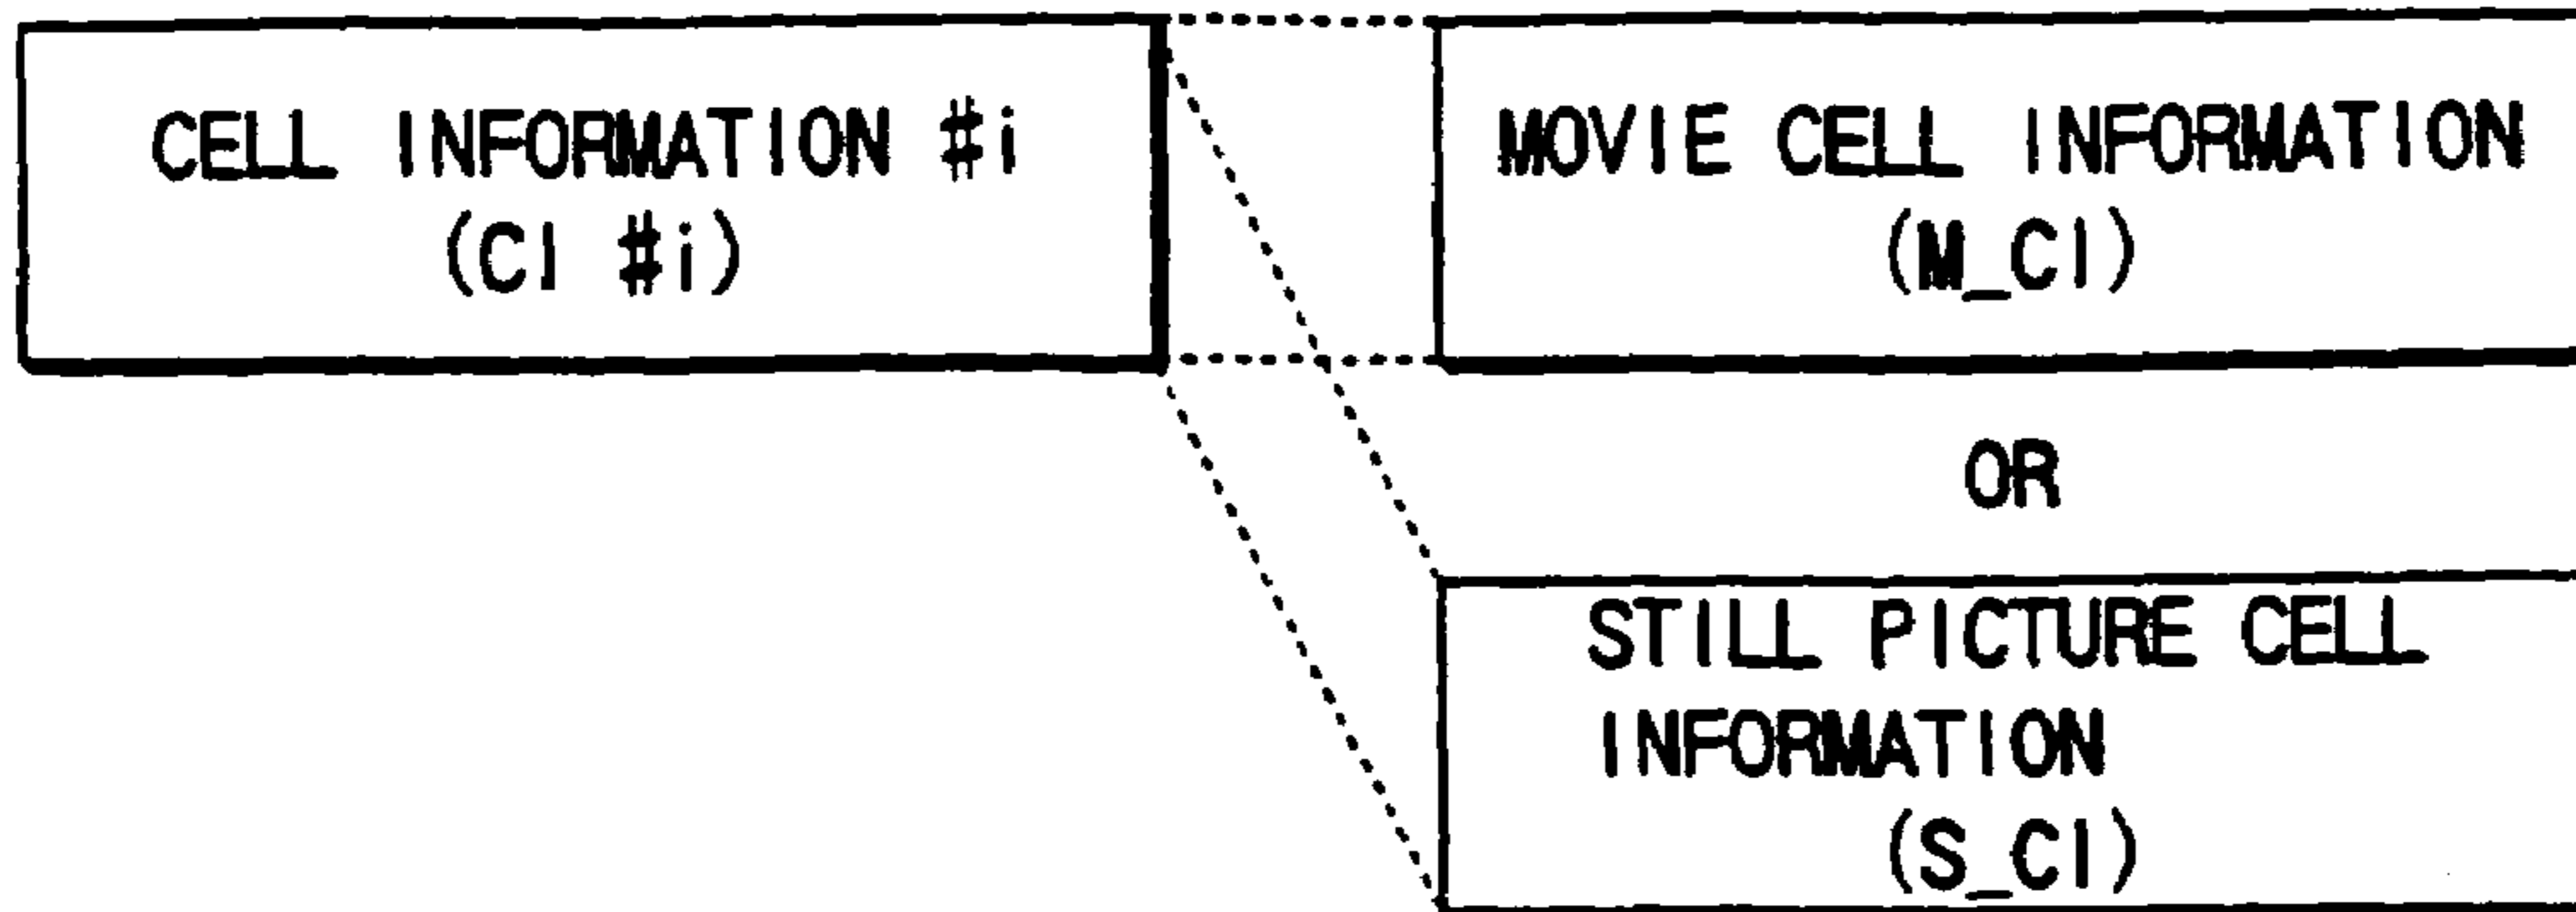 CELL INFORMATION #i
(CI #i)
MOVIE CELL INFORMATION
(M_CI)
OR
STILL PICTURE CELL
INFORMATION
(S_CI)